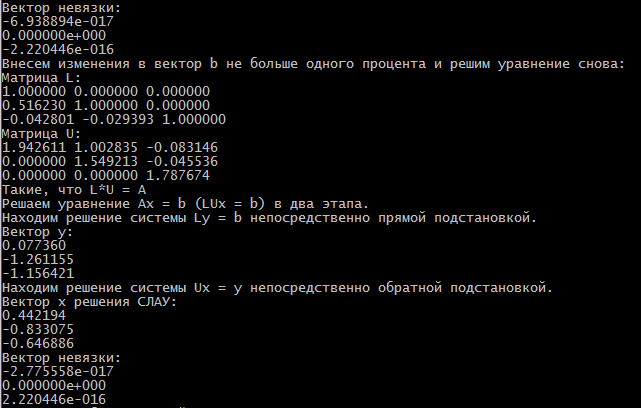 Вектор невязки:
-6.938894e-017
0.000000e+000
-2.220446e-016
Внесем изменения в вектор b не больше одного процента и решим уравнение снова:
Матрица L:
1.000000 0.000000 0.000000
0.516230 1.000000 0.000000
-0.042801 -0.029393 1.000000
Матрица U:
1.942611 1.002835 -0.083146
0.000000 1.549213 -0.045536
0.000000 0.000000 1.787674
Такие, что L*U = A
Решаем уравнение Ax = b (LUx = b) в два этапа.
Находим решение системы Ly = b непосредственно прямой подстановкой.
Вектор y:
0.077360
-1.261155
-1.156421
Находим решение системы Ux = y непосредственно обратной подстановкой.
Вектор x решения СЛАУ:
0.442194
-0.833075
-0.646886
Вектор невязки:
-2.775558e-017
0.000000e+000
2.220446e-016